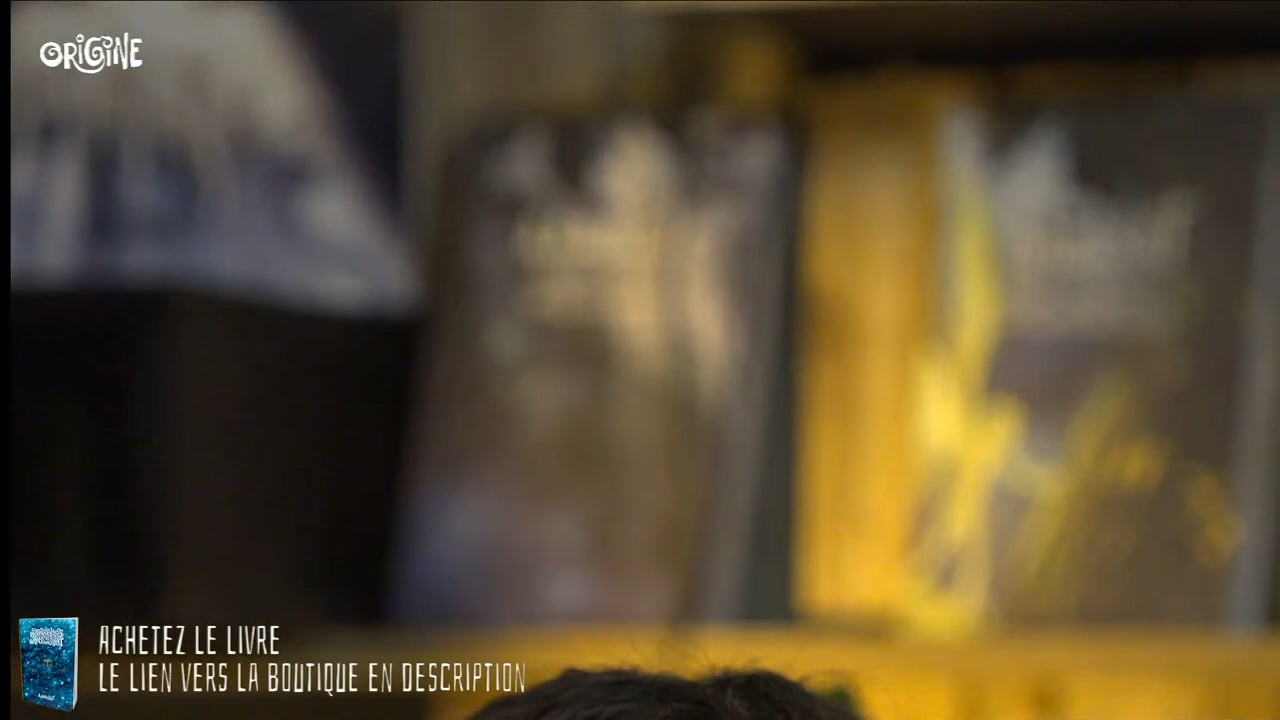 ORIGINE
ACHETEZ LE LIVRE
LE LIEN VERS LA BOUTIQUE EN DESCRIPTION